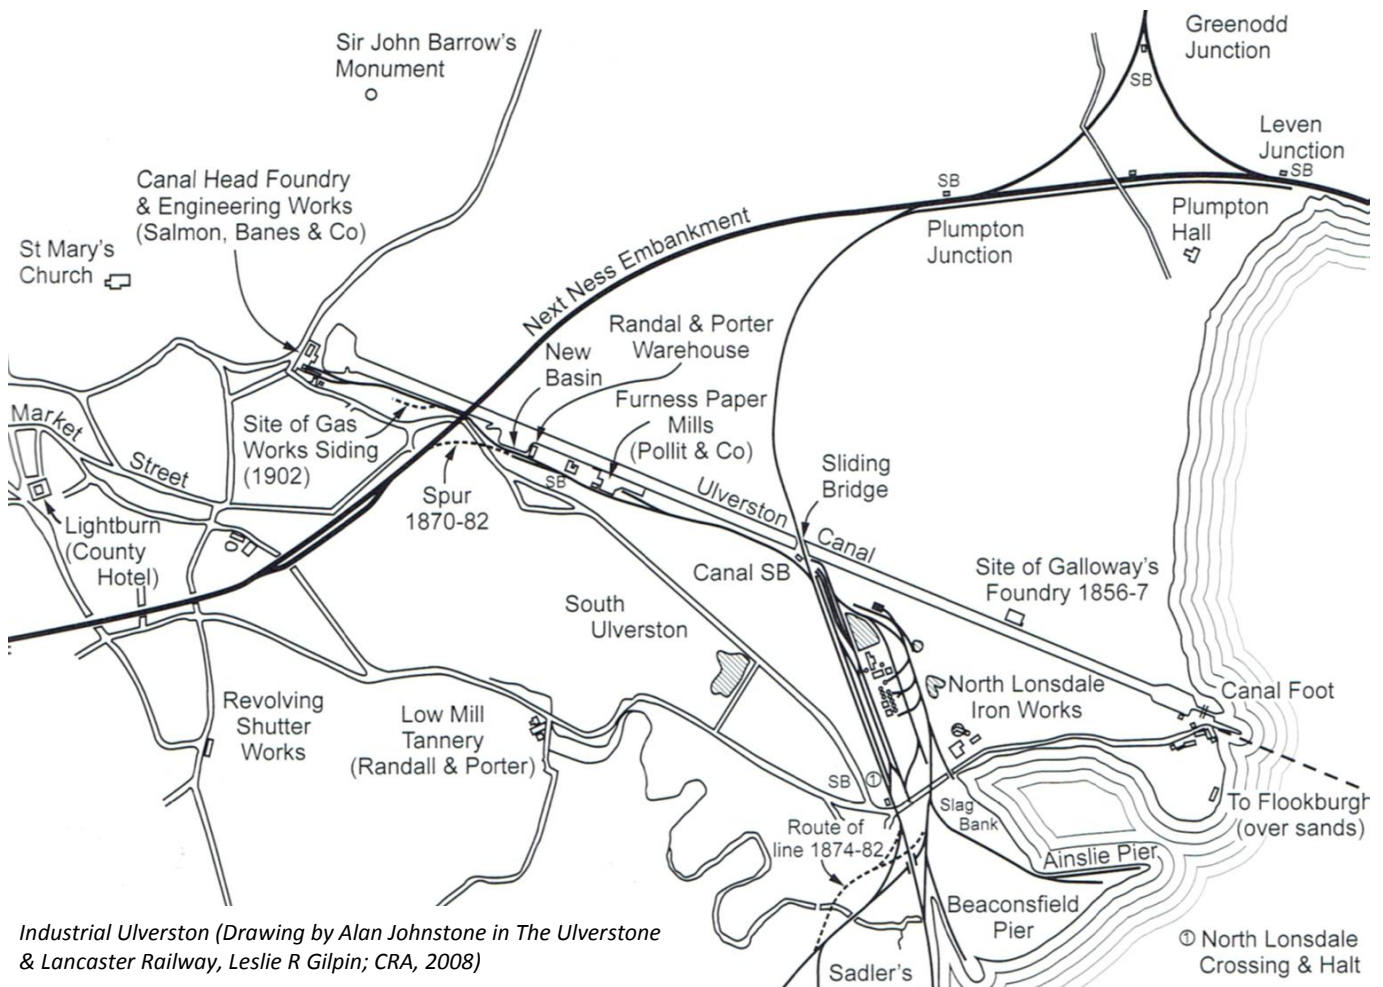 Sir John Barrow's
Monument
Greenodd
Junction
SB
Leven
Junction
SB
Canal Head Foundry
& Engineering Works
(Salmon, Banes & Co)
SB
Plumpton
Junction
Plumpton
Hall
St Mary's
Church
Next Ness Embankment
Randal & Porter
Warehouse
New
Basin
Furness Paper
Mills
(Pollit & Co)
Market
Street
Site of Gas
Works Siding
(1902)
Spur
1870-82
SB
Ulverston
Canal
Sliding
Bridge
Lightburn
(County
Hotel)
Canal SB
Site of Galloway's
Foundry 1856-7
South
Ulverston
Revolving
Shutter
Works
Low Mill
Tannery
(Randall & Porter)
North Lonsdale
Iron Works
Canal Foot
SB
①
Slag
Bank
To Flookburgh
(over sands)
Route of
line 1874-82
Ainslie Pier
Beaconsfield
Pier
Sadler's
① North Lonsdale
Crossing & Halt
Industrial Ulverston (Drawing by Alan Johnstone in The Ulverstone
& Lancaster Railway, Leslie R Gilpin; CRA, 2008)